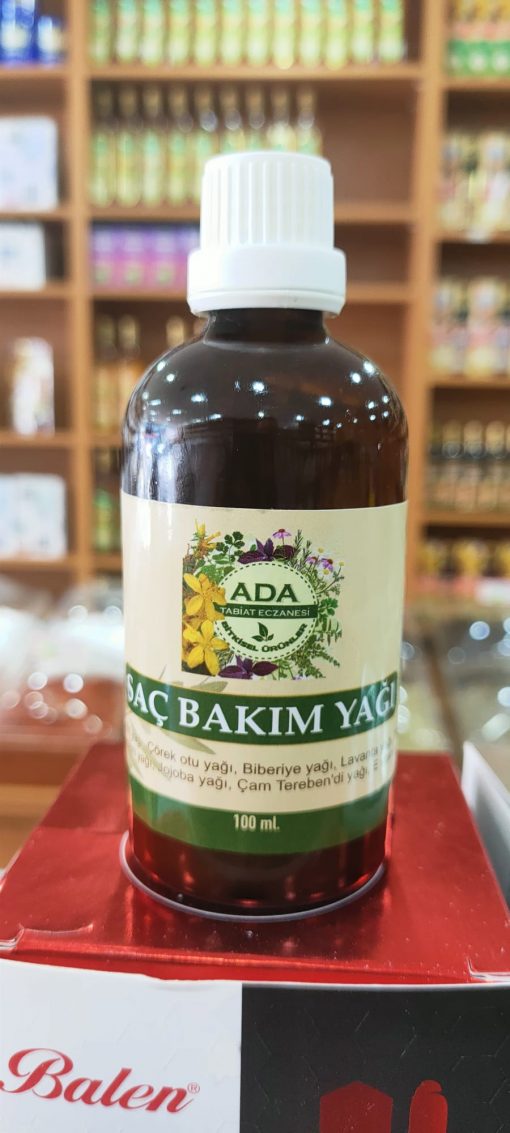 ADA
TABİAT ECZANESİ
BİTKİSEL ÜRÜNLER
SAÇ BAKIM YAĞI
Çörek otu yağı, Biberiye yağı, Lavanta
yağı, Jojoba yağı, Çam Tereben'di yağı, E
100 ml.
Balen®